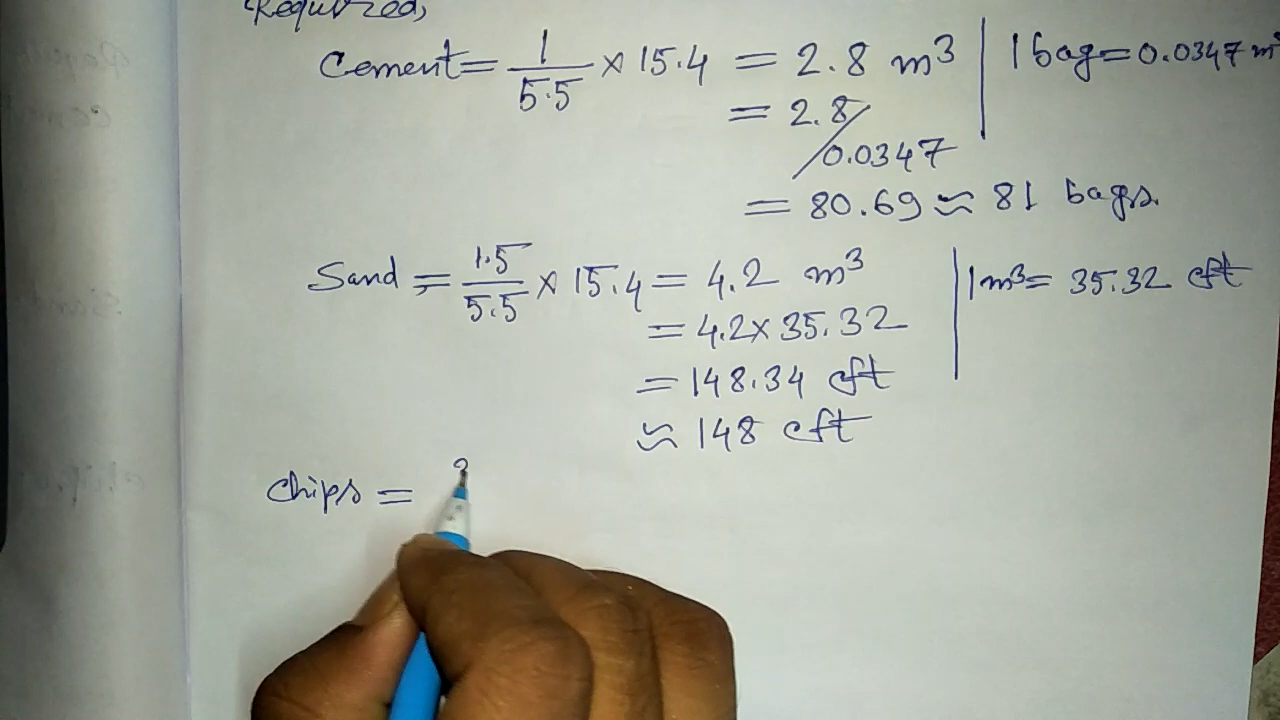 Required,
Cement = 1/5.5 × 15.4 = 2.8 m³ | 1 bag = 0.0347 m³
= 2.8/0.0347
= 80.69 ≈ 81 bags.
Sand = 1.5/5.5 × 15.4 = 4.2 m³ | 1m³ = 35.32 cft
= 4.2 × 35.32
= 148.34 cft
≈ 148 cft
Chips =